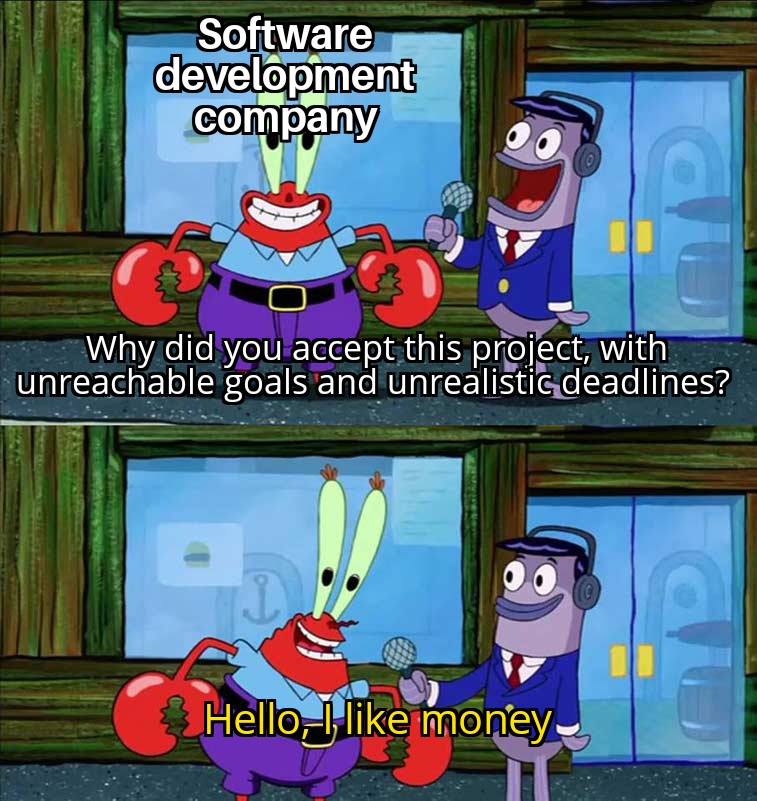 Software
development
company
Why did you accept this project, with
unreachable goals and unrealistic deadlines?
Hello, I like money